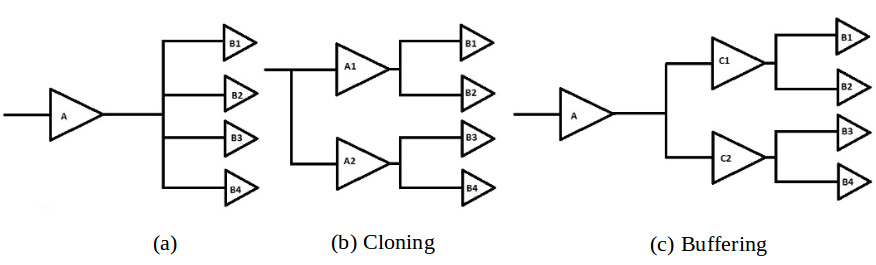 A
B1
B2
B3
B4
(a)
A1
A2
B1
B2
B3
B4
(b) Cloning
A
C1
C2
B1
B2
B3
B4
(c) Buffering